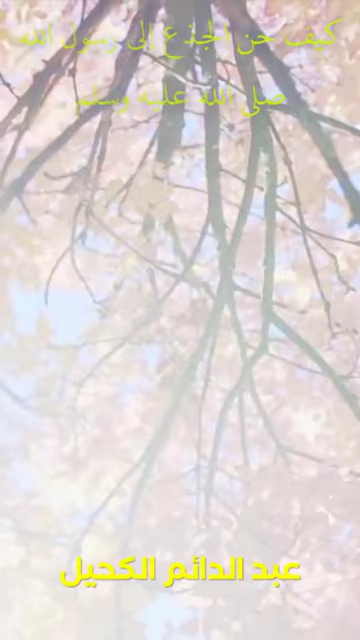 كيف حن الجذع إلى رسول الله
صلى الله عليه وسلم
عبد الدائم الكحيل